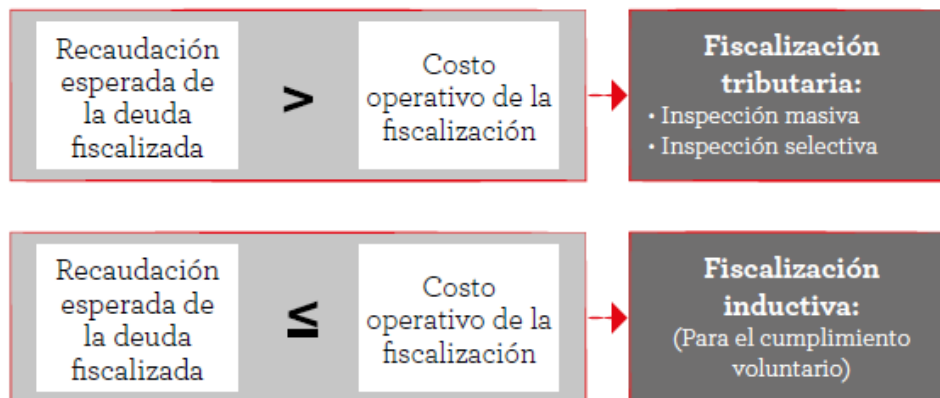 Recaudación
esperada de
la deuda
fiscalizada
>
Costo
operativo de la
fiscalización
Fiscalización
tributaria:
• Inspección masiva
• Inspección selectiva
Recaudación
esperada de
la deuda
fiscalizada
≤
Costo
operativo de la
fiscalización
Fiscalización
inductiva:
(Para el cumplimiento
voluntario)